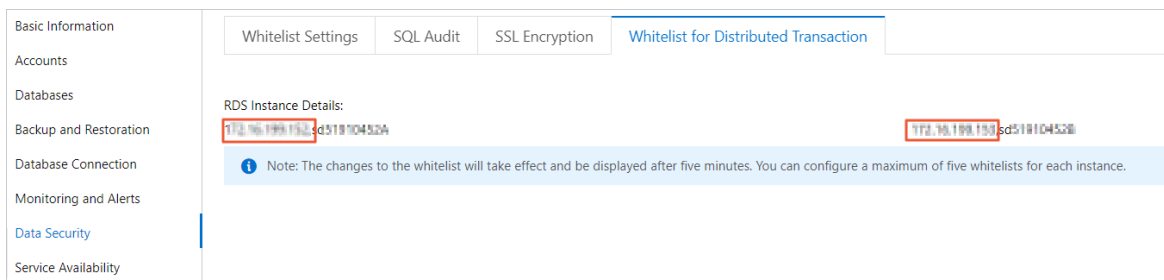 Basic Information
Accounts
Databases
Backup and Restoration
Database Connection
Monitoring and Alerts
Data Security
Service Availability
Whitelist Settings SQL Audit SSL Encryption Whitelist for Distributed Transaction
RDS Instance Details:
sd51910452A sd51910452B
Note: The changes to the whitelist will take effect and be displayed after five minutes. You can configure a maximum of five whitelists for each instance.